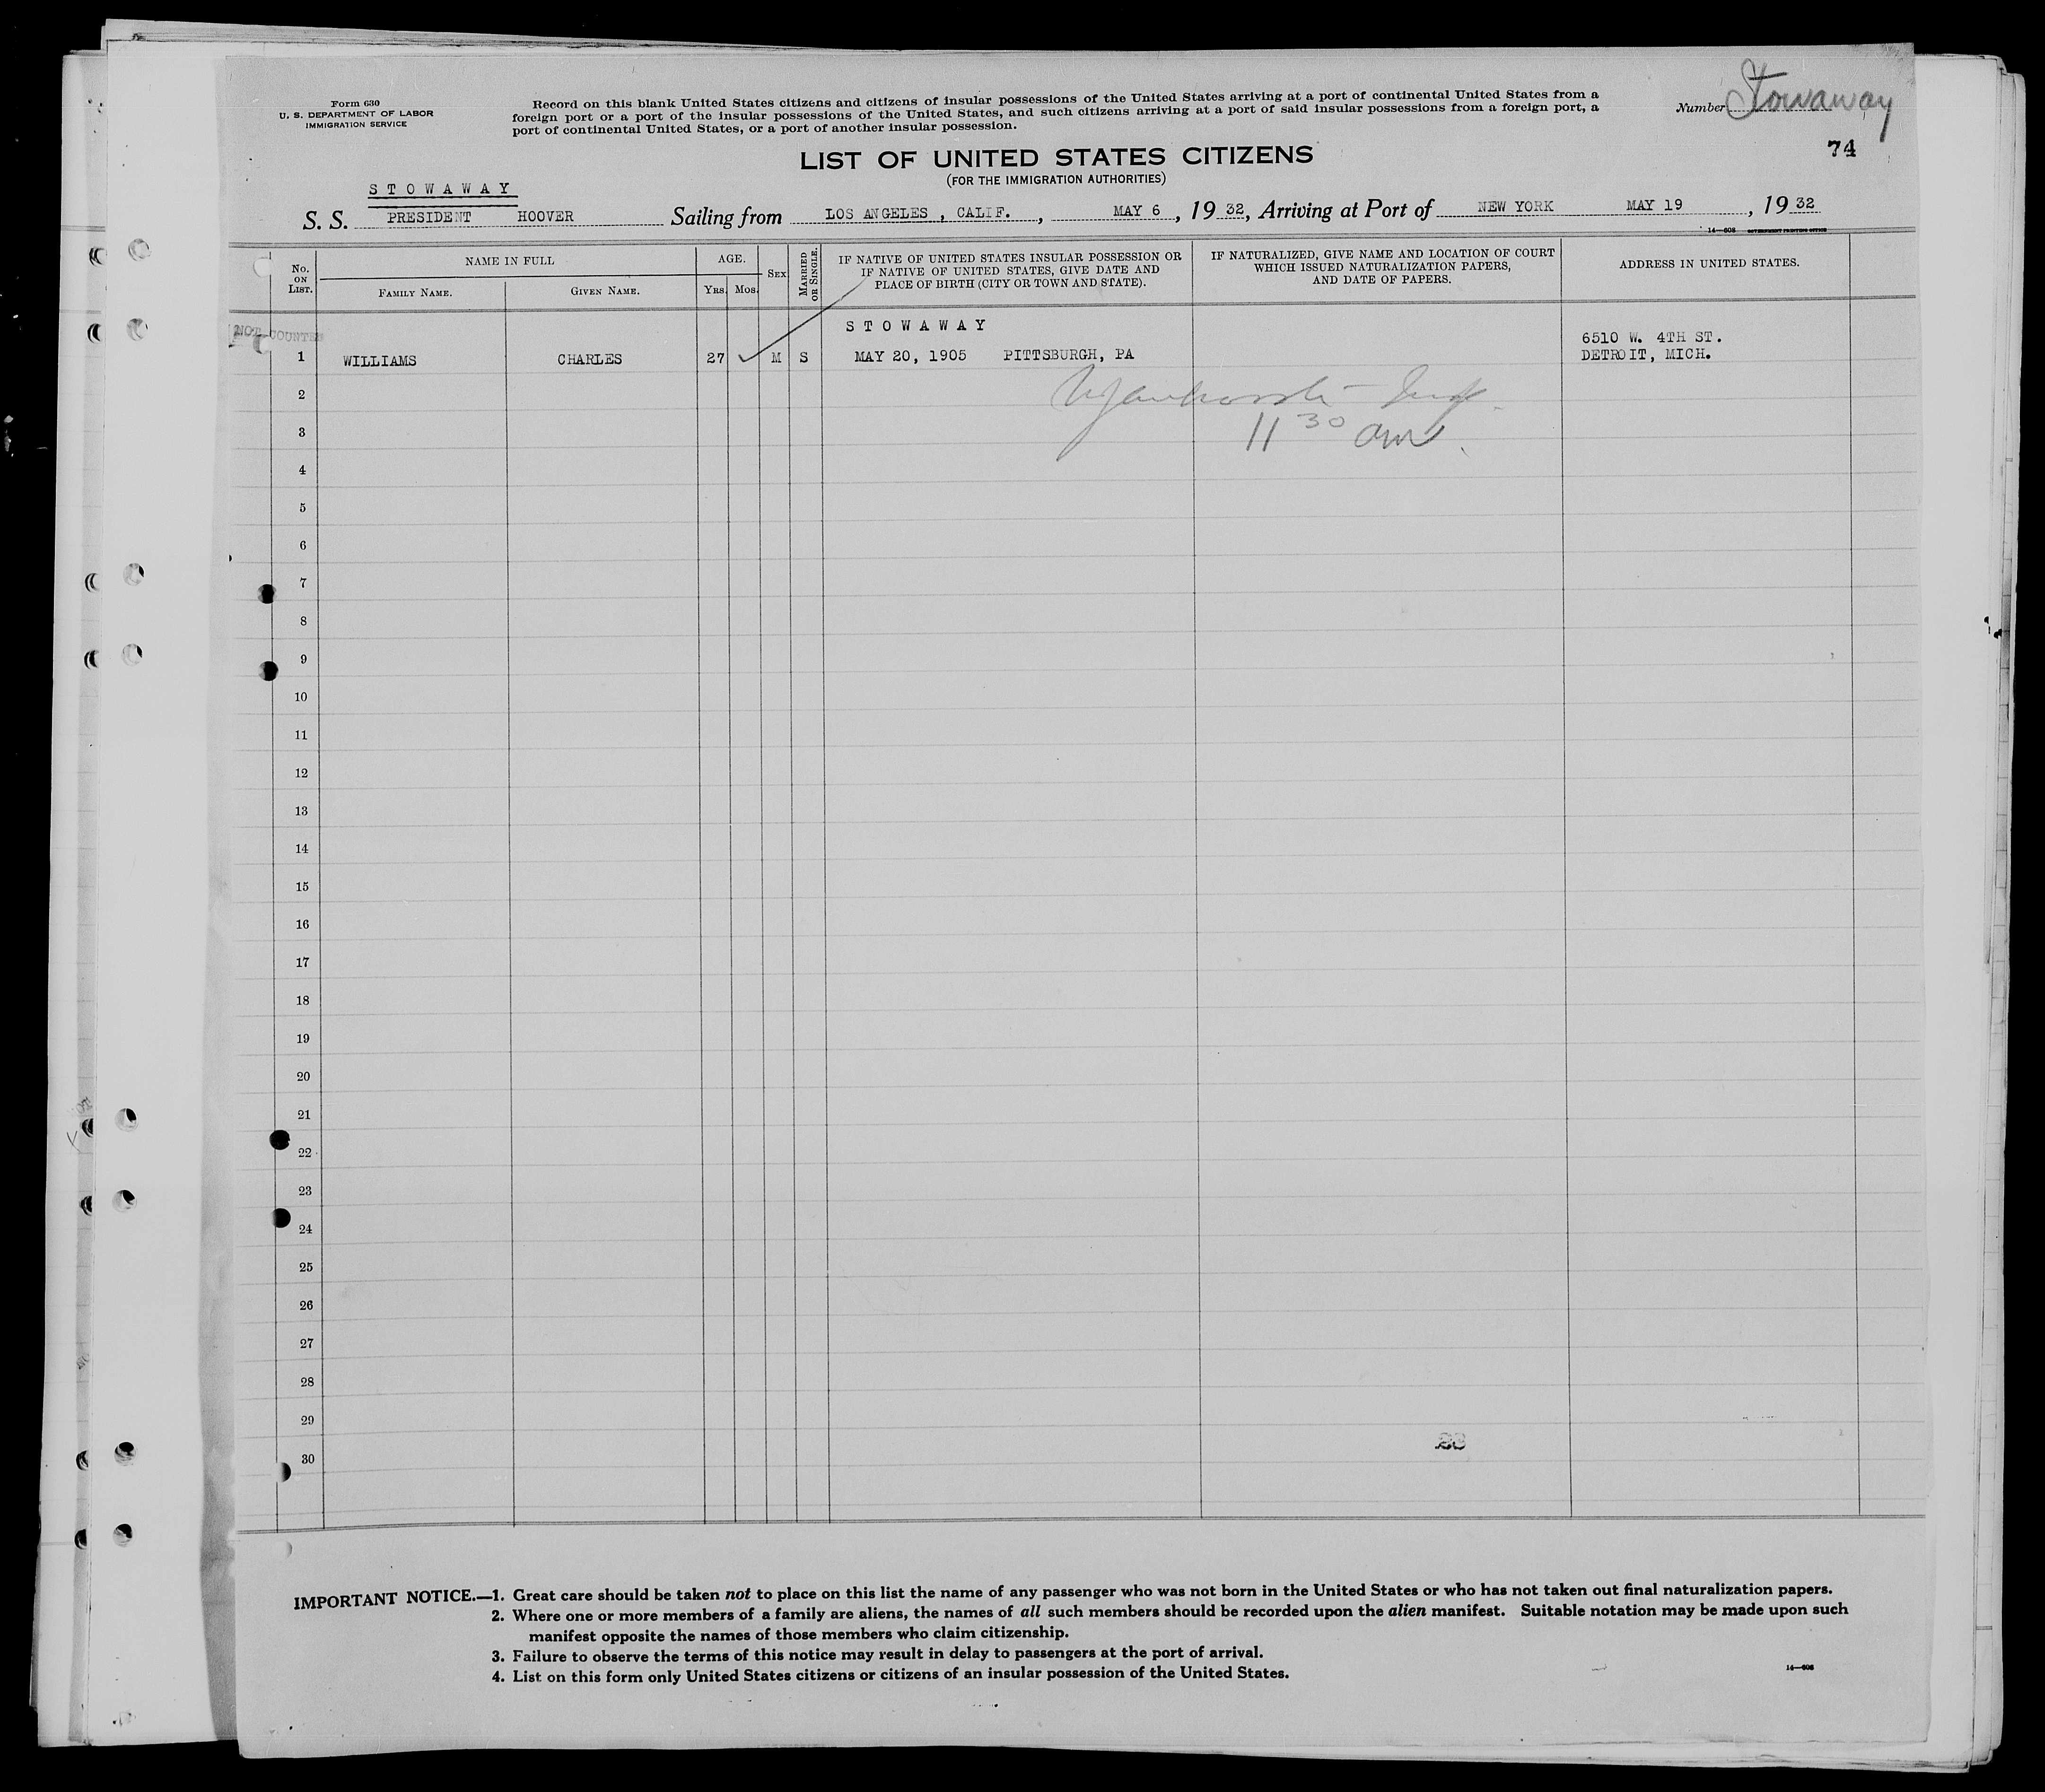 Form 630
U. S. DEPARTMENT OF LABOR
IMMIGRATION SERVICE
Record on this blank United States citizens and citizens of insular possessions of the United States arriving at a port of continental United States from a
foreign port or a port of the insular possessions of the United States, and such citizens arriving at a port of said insular possessions from a foreign port, a
port of continental United States, or a port of another insular possession.
Number Stowaway
74
LIST OF UNITED STATES CITIZENS
(FOR THE IMMIGRATION AUTHORITIES)
STOWAWAY
S. S. PRESIDENT HOOVER Sailing from LOS ANGELES , CALIF. , MAY 6 , 19 32, Arriving at Port of NEW YORK MAY 19 , 19 32
14—608 GOVERNMENT PRINTING OFFICE
No. ON LIST.
NAME IN FULL
FAMILY NAME.
GIVEN NAME.
AGE.
YRS. MOS.
SEX
MARRIED OR SINGLE.
IF NATIVE OF UNITED STATES INSULAR POSSESSION OR
IF NATIVE OF UNITED STATES, GIVE DATE AND
PLACE OF BIRTH (CITY OR TOWN AND STATE).
IF NATURALIZED, GIVE NAME AND LOCATION OF COURT
WHICH ISSUED NATURALIZATION PAPERS,
AND DATE OF PAPERS.
ADDRESS IN UNITED STATES.
NOT COUNTED
STOWAWAY
6510 W. 4TH ST.
1 WILLIAMS CHARLES 27 ✓ M S MAY 20, 1905 PITTSBURGH, PA DETROIT, MICH.
2
3 11 30 am
4
5
6
7
8
9
10
11
12
13
14
15
16
17
18
19
20
21
22
23
24
25
26
27
28
29
30
IMPORTANT NOTICE.—1. Great care should be taken not to place on this list the name of any passenger who was not born in the United States or who has not taken out final naturalization papers.
2. Where one or more members of a family are aliens, the names of all such members should be recorded upon the alien manifest. Suitable notation may be made upon such
manifest opposite the names of those members who claim citizenship.
3. Failure to observe the terms of this notice may result in delay to passengers at the port of arrival.
4. List on this form only United States citizens or citizens of an insular possession of the United States.
14—608